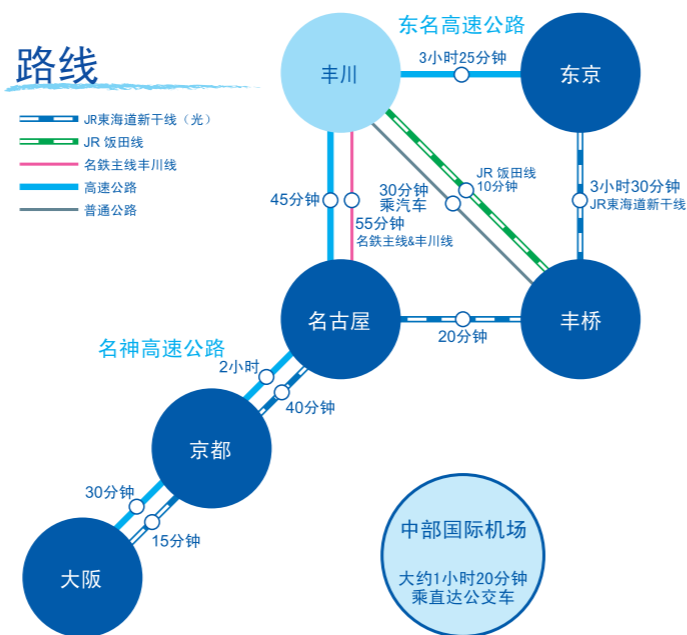 路线
JR東海道新干线（光）
JR 饭田线
名鉄主线丰川线
高速公路
普通公路
东名高速公路
丰川
3小时25分钟
东京
45分钟
55分钟
名鉄主线&丰川线
30分钟
乘汽车
JR 饭田线
10分钟
3小时30分钟
JR東海道新干线
名古屋
20分钟
丰桥
名神高速公路
2小时
40分钟
京都
30分钟
15分钟
大阪
中部国际机场
大约1小时20分钟
乘直达公交车